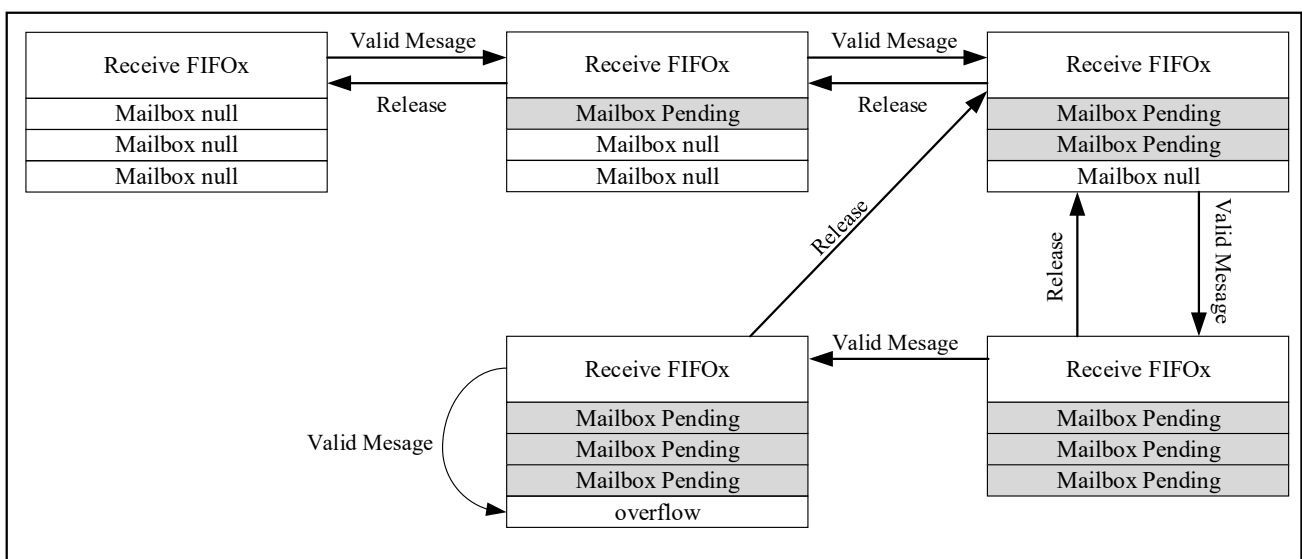 Receive FIFOx
Mailbox null
Mailbox null
Mailbox null
Valid Mesage
Release
Receive FIFOx
Mailbox Pending
Mailbox null
Mailbox null
Valid Mesage
Release
Receive FIFOx
Mailbox Pending
Mailbox Pending
Mailbox null
Release
Release
Valid Mesage
Receive FIFOx
Mailbox Pending
Mailbox Pending
Mailbox Pending
overflow
Valid Mesage
Valid Mesage
Receive FIFOx
Mailbox Pending
Mailbox Pending
Mailbox Pending